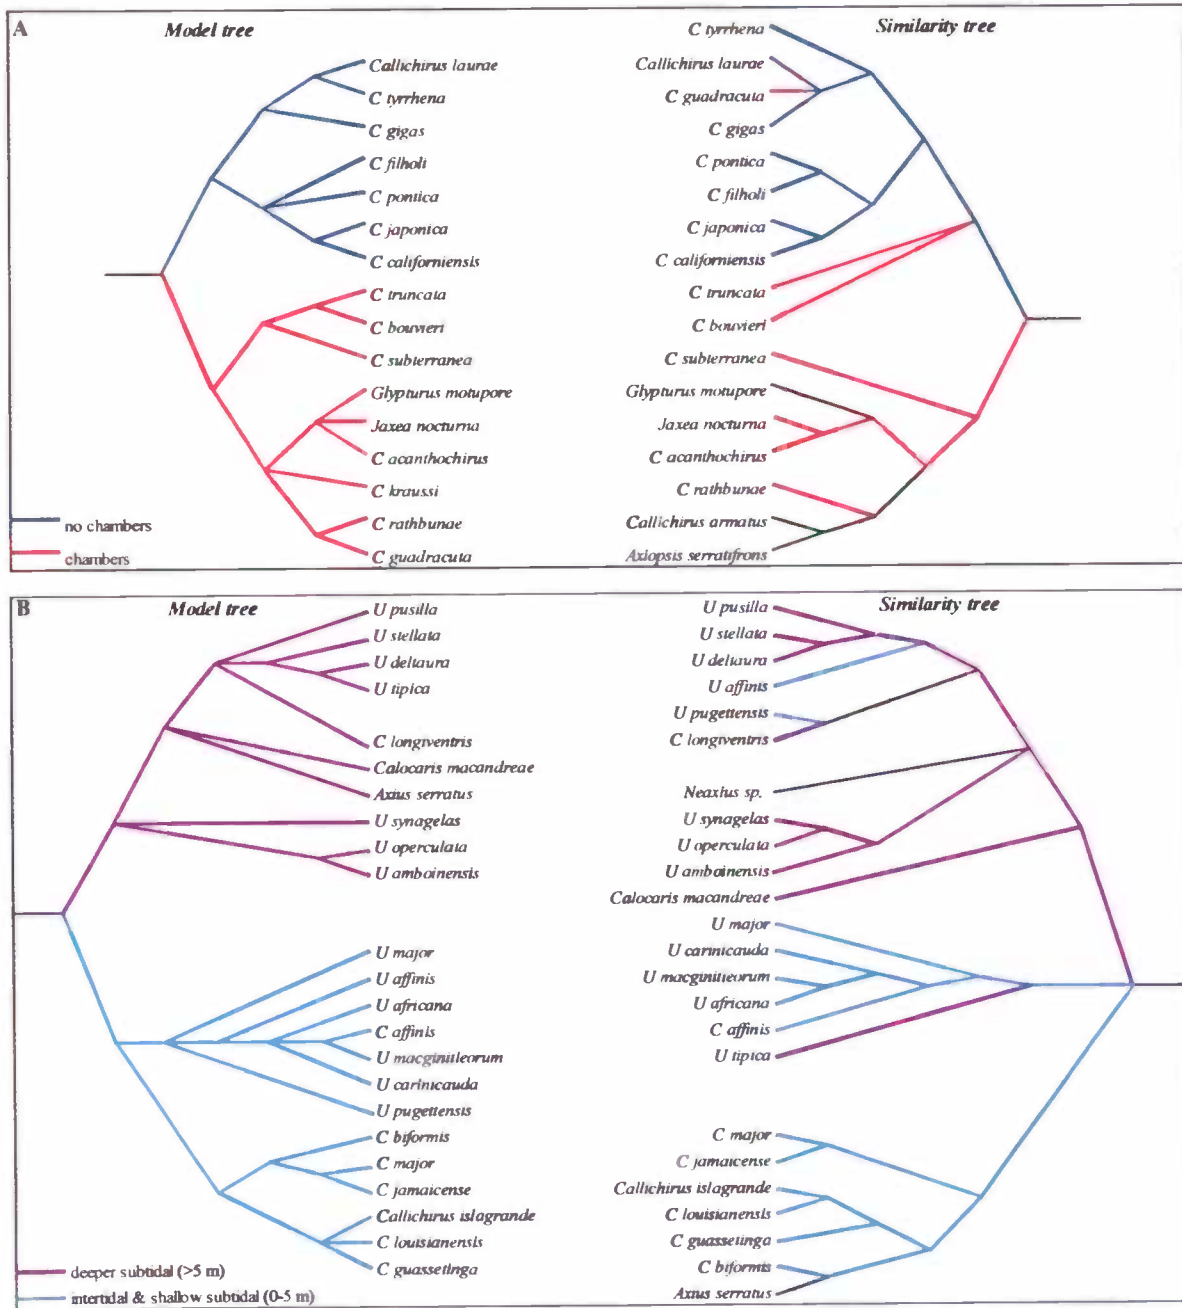 A
Model tree
Callichirus laurae
C tyrrhena
C gigas
C filholi
C pontica
C japonica
C californiensis
C truncata
C bouvieri
C subterranea
Glypturus motupore
Jaxea nocturna
C acanthochirus
C kraussi
C rathbunae
C guadracuta
no chambers
chambers
Similarity tree
C tyrrhena
Callichirus laurae
C guadracuta
C gigas
C pontica
C filholi
C japonica
C californiensis
C truncata
C bouvieri
C subterranea
Glypturus motupore
Jaxea nocturna
C acanthochirus
C rathbunae
Callichirus armatus
Axiopsis serratifrons
B
Model tree
U pusilla
U stellata
U deltaura
U tipica
C longiventris
Calocaris macandreae
Axius serratus
U synagelas
U operculata
U amboinensis
U major
U affinis
U africana
C affinis
U macginitieorum
U carinicauda
U pugettensis
C biformis
C major
C jamaicense
Callichirus islagrande
C louisianensis
C guassetinga
deeper subtidal (>5 m)
intertidal & shallow subtidal (0-5 m)
Similarity tree
U pusilla
U stellata
U deltaura
U affinis
U pugettensis
C longiventris
Neaxius sp.
U synagelas
U operculata
U amboinensis
Calocaris macandreae
U major
U carinicauda
U macginitieorum
U africana
C affinis
U tipica
C major
C jamaicense
Callichirus islagrande
C louisianensis
C guassetinga
C biformis
Axius serratus